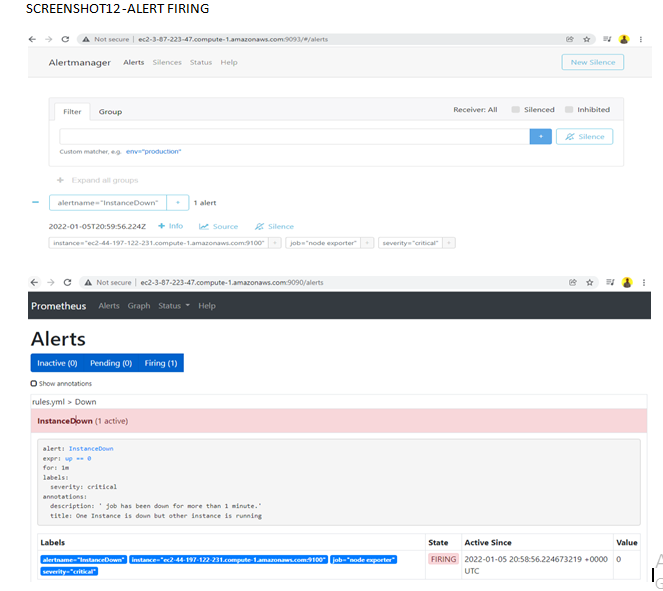 SCREENSHOT12-ALERT FIRING
Not secure | ec2-3-87-223-47.compute-1.amazonaws.com:9093/#/alerts
Alertmanager Alerts Silences Status Help New Silence
Filter Group Receiver: All Silenced Inhibited
+ Silence
Custom matcher, e.g. env="production"
+ Expand all groups
− alertname="InstanceDown" + 1 alert
2022-01-05T20:59:56.224Z + Info Source Silence
instance="ec2-44-197-122-231.compute-1.amazonaws.com:9100" + job="node exporter" + severity="critical" +
Not secure | ec2-3-87-223-47.compute-1.amazonaws.com:9090/alerts
Prometheus Alerts Graph Status Help
Alerts
Inactive (0) Pending (0) Firing (1)
Show annotations
rules.yml > Down
InstanceDown (1 active)
alert: InstanceDown
expr: up == 0
for: 1m
labels:
severity: critical
annotations:
description: ' job has been down for more than 1 minute.'
title: One Instance is down but other instance is running
Labels State Active Since Value
alertname="InstanceDown" instance="ec2-44-197-122-231.compute-1.amazonaws.com:9100" job="node exporter" FIRING 2022-01-05 20:58:56.224673219 +0000 0
severity="critical" UTC